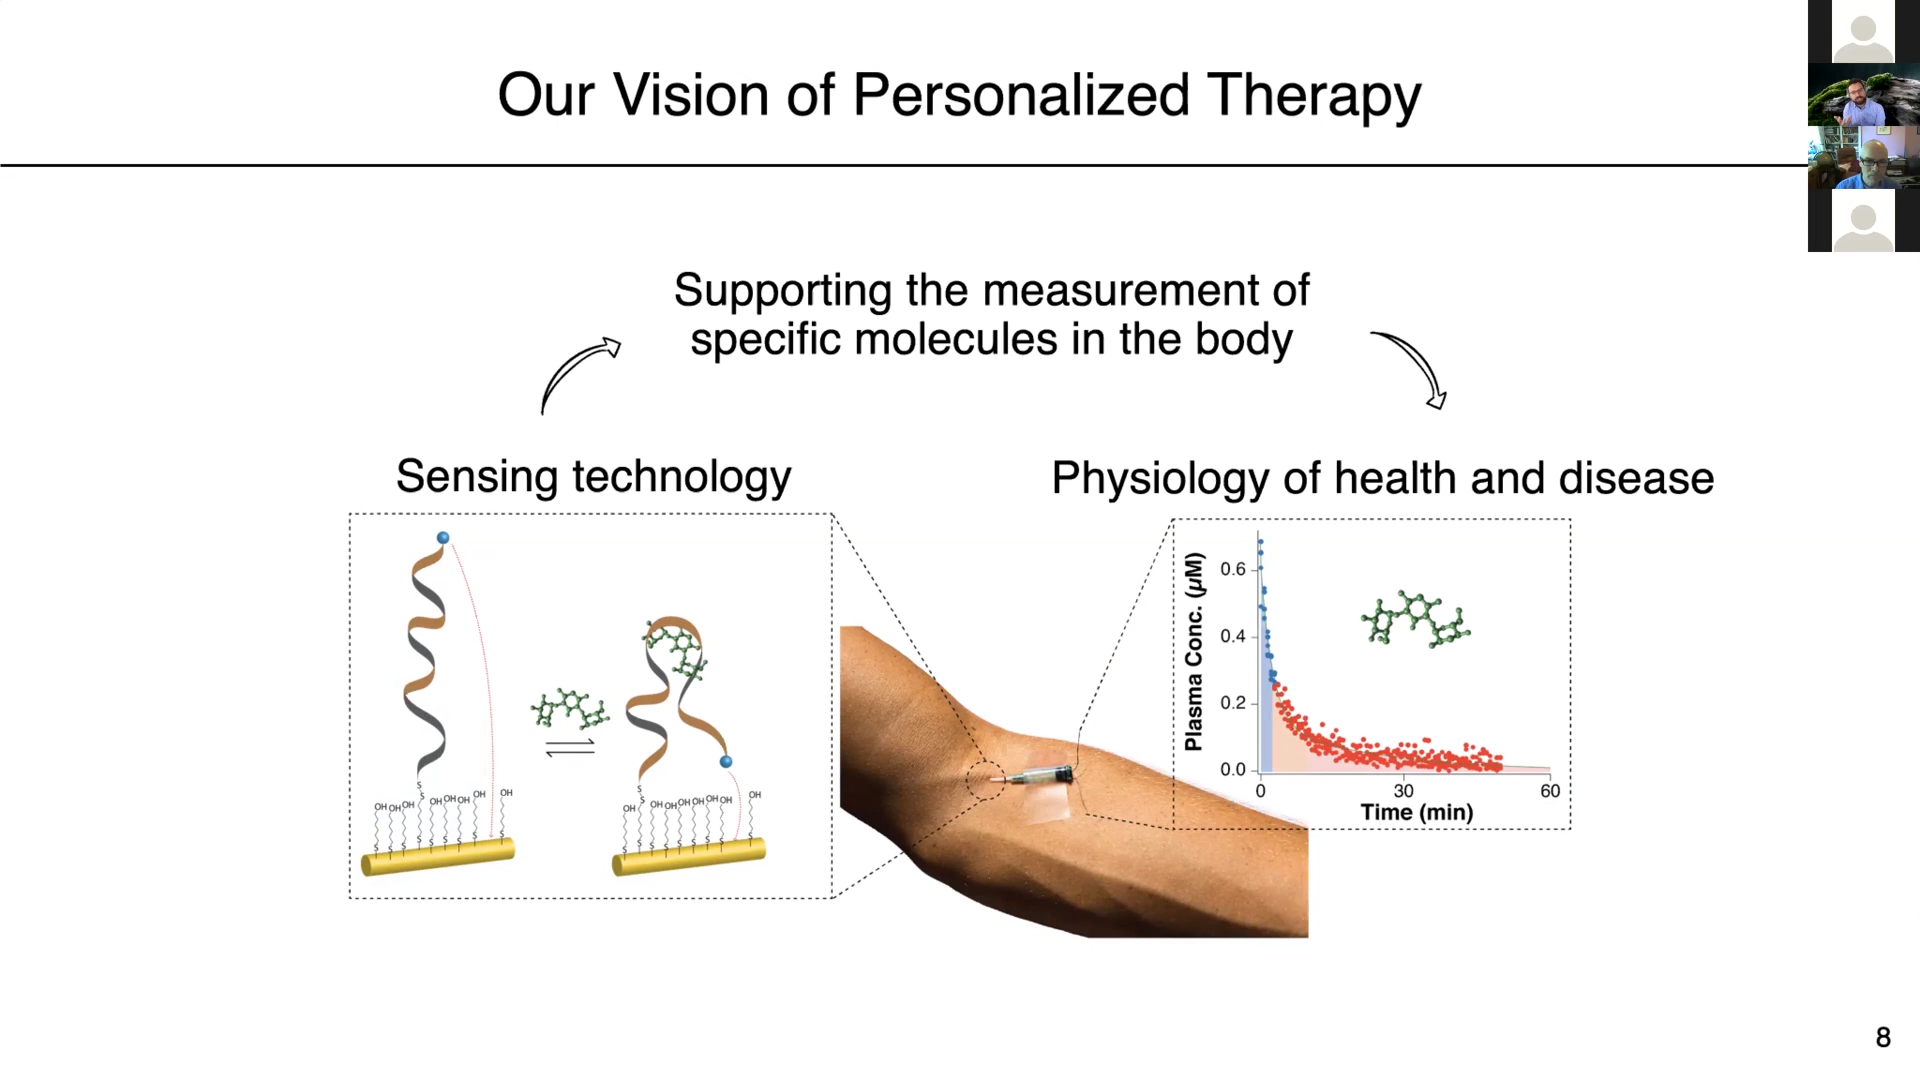 Our Vision of Personalized Therapy
Supporting the measurement of
specific molecules in the body
Sensing technology
Physiology of health and disease
S
S
OH OH OH OH OH OH OH OH
S S S S S S S S
S
S
OH OH OH OH OH OH OH OH
S S S S S S S S
Plasma Conc. (µM)
0.6
0.4
0.2
0.0
0 30 60
Time (min)
8